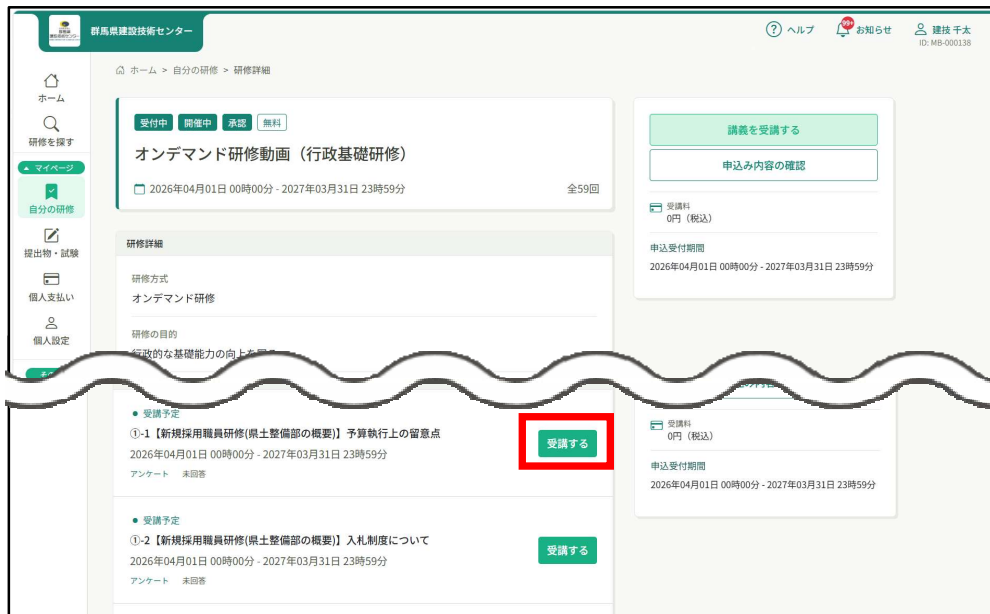 群馬県建設技術センター
ヘルプ
99+
お知らせ
建技 千太
ID: MB-000138
ホーム > 自分の研修 > 研修詳細
ホーム
研修を探す
マイページ
自分の研修
提出物・試験
個人支払い
個人設定
受付中 開催中 承認 無料
オンデマンド研修動画（行政基礎研修）
2026年04月01日 00時00分 - 2027年03月31日 23時59分
全59回
講義を受講する
申込み内容の確認
受講料
0円（税込）
申込受付期間
2026年04月01日 00時00分 - 2027年03月31日 23時59分
研修詳細
研修方式
オンデマンド研修
研修の目的
行政的な基礎能力の向上を
受講予定
①-1【新規採用職員研修(県土整備部の概要)】予算執行上の留意点
2026年04月01日 00時00分 - 2027年03月31日 23時59分
アンケート 未回答
受講する
受講予定
①-2【新規採用職員研修(県土整備部の概要)】入札制度について
2026年04月01日 00時00分 - 2027年03月31日 23時59分
アンケート 未回答
受講する
受講料
0円（税込）
申込受付期間
2026年04月01日 00時00分 - 2027年03月31日 23時59分